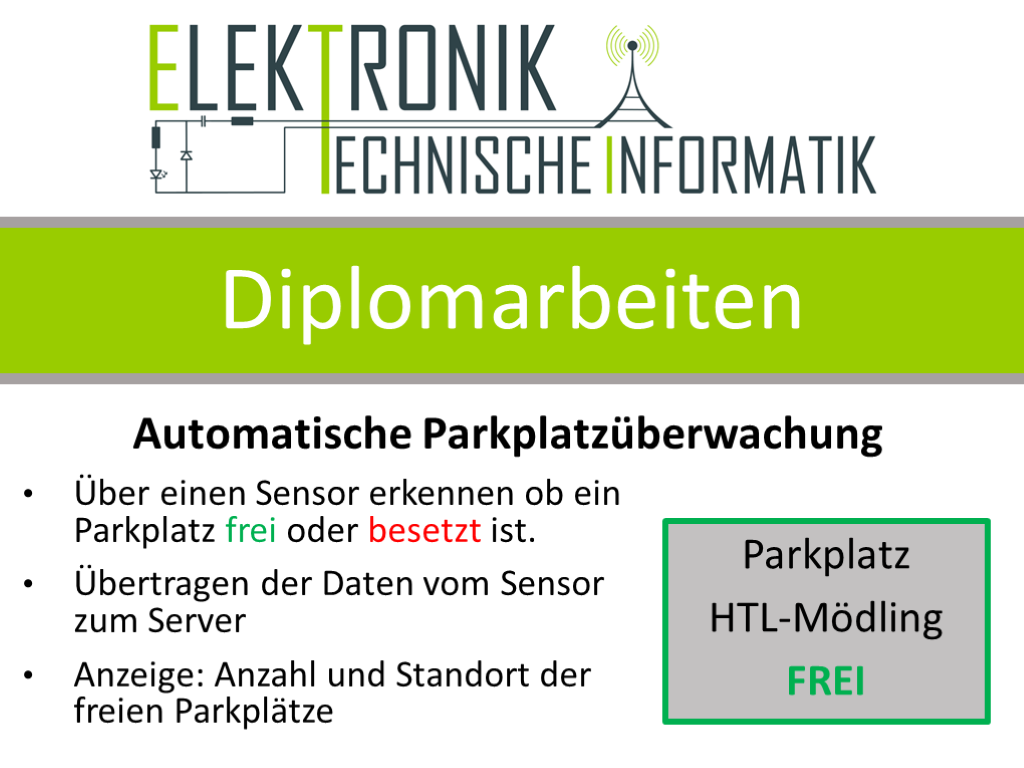 ELEKTRONIK
TECHNISCHE INFORMATIK
Diplomarbeiten
Automatische Parkplatzüberwachung
• Über einen Sensor erkennen ob ein
Parkplatz frei oder besetzt ist.
• Übertragen der Daten vom Sensor
zum Server
• Anzeige: Anzahl und Standort der
freien Parkplätze
Parkplatz
HTL-Mödling
FREI